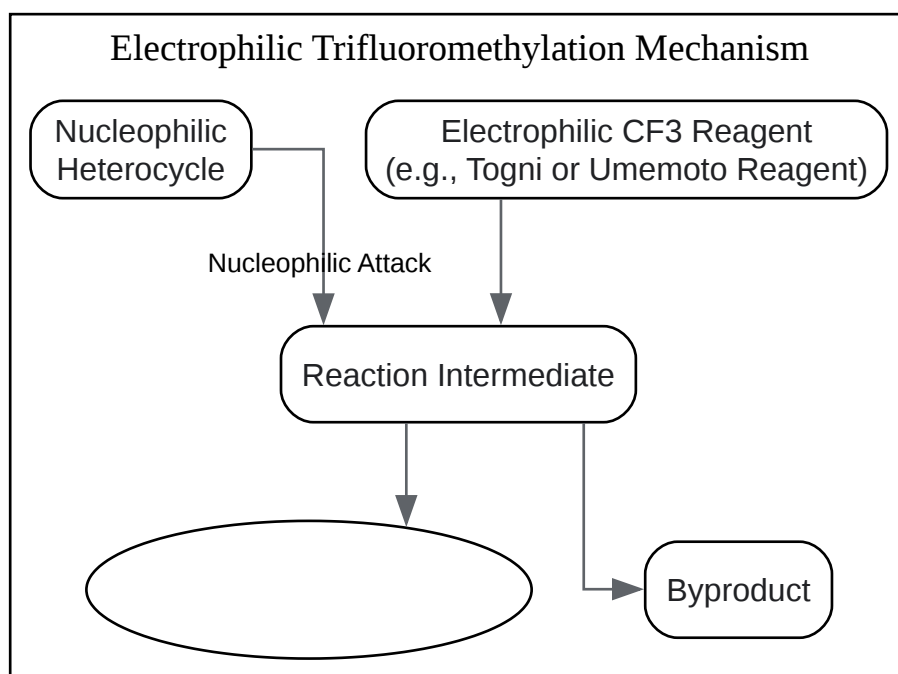 Electrophilic Trifluoromethylation Mechanism
Nucleophilic
Heterocycle
Electrophilic CF3 Reagent
(e.g., Togni or Umemoto Reagent)
Nucleophilic Attack
Reaction Intermediate
Byproduct